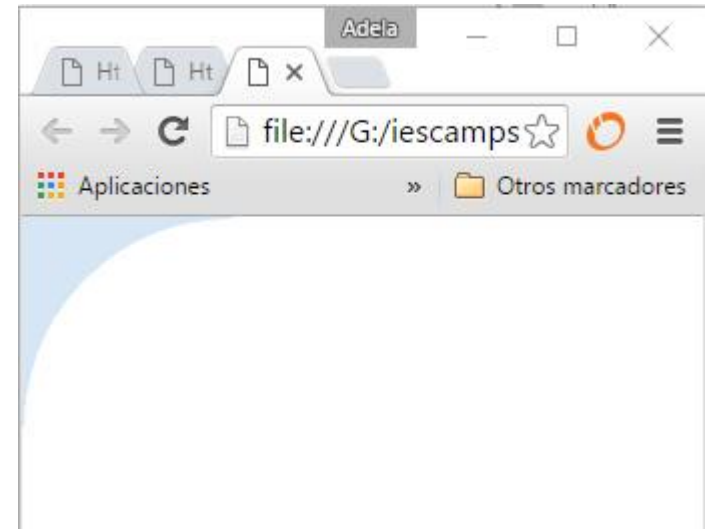 Adela
Ht Ht
file:///G:/iescamps
Aplicaciones » Otros marcadores